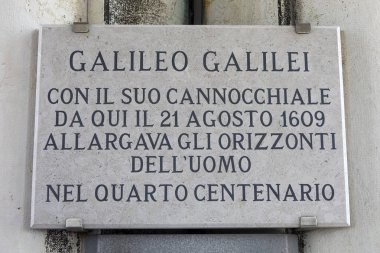 GALILEO GALILEI
CON IL SUO CANNOCCHIALE
DA QUI IL 21 AGOSTO 1609
ALLARGAVA GLI ORIZZONTI
DELL'UOMO
NEL QUARTO CENTENARIO